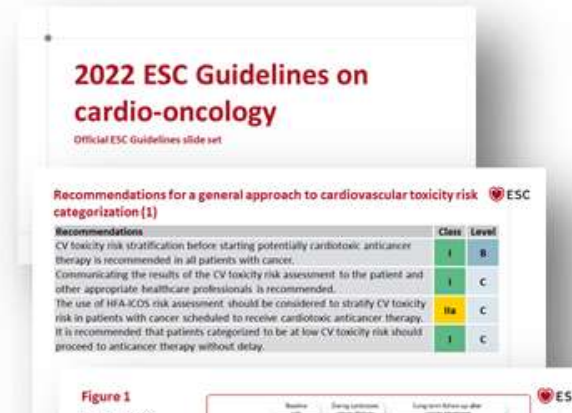 2022 ESC Guidelines on
cardio-oncology
Official ESC Guidelines slide set
Recommendations for a general approach to cardiovascular toxicity risk ESC
categorization (1)
Recommendations Class Level
CV toxicity risk stratification before starting potentially cardiotoxic anticancer
therapy is recommended in all patients with cancer. I B
Communicating the results of the CV toxicity risk assessment to the patient and
other appropriate healthcare professionals is recommended. I C
The use of HFA-ICOS risk assessment should be considered to stratify CV toxicity
risk in patients with cancer scheduled to receive cardiotoxic anticancer therapy. IIa C
It is recommended that patients categorized to be at low CV toxicity risk should
proceed to anticancer therapy without delay. I C
Figure 1 ES